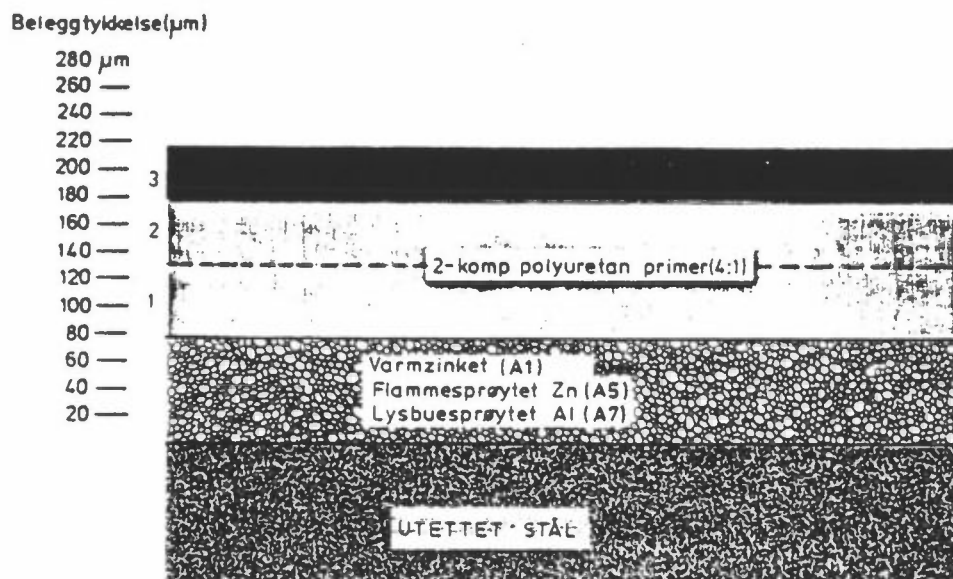 Beleggtykkelse(µm)
280 µm
260
240
220
200
180
160
140
120
100
80
60
40
20
3
2
1
2-komp polyuretan primer(4:1)
Varmzinket (A1)
Flammesprøytet Zn (A5)
Lysbuesprøytet Al (A7)
UTETTET STÅL